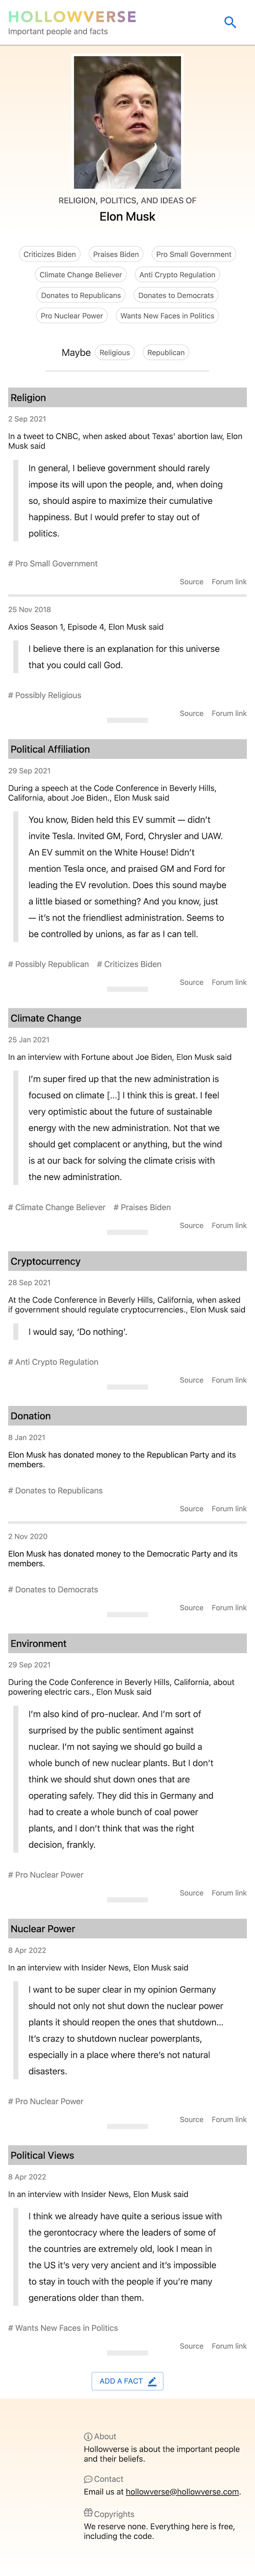 HOLLOWVERSE
Important people and facts
RELIGION, POLITICS, AND IDEAS OF
Elon Musk
Criticizes Biden Praises Biden Pro Small Government
Climate Change Believer Anti Crypto Regulation
Donates to Republicans Donates to Democrats
Pro Nuclear Power Wants New Faces in Politics
Maybe Religious Republican
Religion
2 Sep 2021
In a tweet to CNBC, when asked about Texas' abortion law, Elon
Musk said
In general, I believe government should rarely
impose its will upon the people, and, when doing
so, should aspire to maximize their cumulative
happiness. But I would prefer to stay out of
politics.
# Pro Small Government
Source Forum link
25 Nov 2018
Axios Season 1, Episode 4, Elon Musk said
I believe there is an explanation for this universe
that you could call God.
# Possibly Religious
Source Forum link
Political Affiliation
29 Sep 2021
During a speech at the Code Conference in Beverly Hills,
California, about Joe Biden., Elon Musk said
You know, Biden held this EV summit — didn't
invite Tesla. Invited GM, Ford, Chrysler and UAW.
An EV summit on the White House! Didn't
mention Tesla once, and praised GM and Ford for
leading the EV revolution. Does this sound maybe
a little biased or something? And you know, just
— it's not the friendliest administration. Seems to
be controlled by unions, as far as I can tell.
# Possibly Republican # Criticizes Biden
Source Forum link
Climate Change
25 Jan 2021
In an interview with Fortune about Joe Biden, Elon Musk said
I'm super fired up that the new administration is
focused on climate [...] I think this is great. I feel
very optimistic about the future of sustainable
energy with the new administration. Not that we
should get complacent or anything, but the wind
is at our back for solving the climate crisis with
the new administration.
# Climate Change Believer # Praises Biden
Source Forum link
Cryptocurrency
28 Sep 2021
At the Code Conference in Beverly Hills, California, when asked
if government should regulate cryptocurrencies., Elon Musk said
I would say, 'Do nothing'.
# Anti Crypto Regulation
Source Forum link
Donation
8 Jan 2021
Elon Musk has donated money to the Republican Party and its
members.
# Donates to Republicans
Source Forum link
2 Nov 2020
Elon Musk has donated money to the Democratic Party and its
members.
# Donates to Democrats
Source Forum link
Environment
29 Sep 2021
During the Code Conference in Beverly Hills, California, about
powering electric cars., Elon Musk said
I'm also kind of pro-nuclear. And I'm sort of
surprised by the public sentiment against
nuclear. I'm not saying we should go build a
whole bunch of new nuclear plants. But I don't
think we should shut down ones that are
operating safely. They did this in Germany and
had to create a whole bunch of coal power
plants, and I don't think that was the right
decision, frankly.
# Pro Nuclear Power
Source Forum link
Nuclear Power
8 Apr 2022
In an interview with Insider News, Elon Musk said
I want to be super clear in my opinion Germany
should not only not shut down the nuclear power
plants it should reopen the ones that shutdown...
It's crazy to shutdown nuclear powerplants,
especially in a place where there's not natural
disasters.
# Pro Nuclear Power
Source Forum link
Political Views
8 Apr 2022
In an interview with Insider News, Elon Musk said
I think we already have quite a serious issue with
the gerontocracy where the leaders of some of
the countries are extremely old, look I mean in
the US it's very very ancient and it's impossible
to stay in touch with the people if you're many
generations older than them.
# Wants New Faces in Politics
Source Forum link
ADD A FACT
About
Hollowverse is about the important people
and their beliefs.
Contact
Email us at hollowverse@hollowverse.com.
Copyrights
We reserve none. Everything here is free,
including the code.